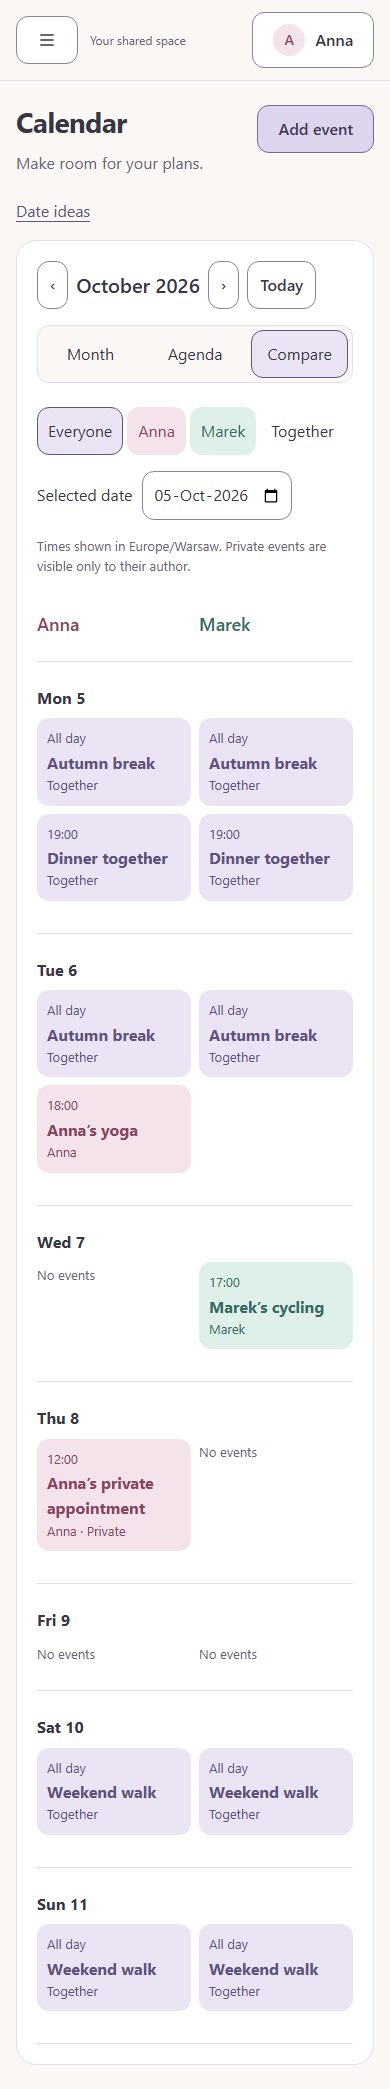 Your shared space
A
Anna
Calendar
Add event
Make room for your plans.
Date ideas
‹
October 2026
›
Today
Month
Agenda
Compare
Everyone
Anna
Marek
Together
Selected date
05-Oct-2026
Times shown in Europe/Warsaw. Private events are
visible only to their author.
Anna
Marek
Mon 5
All day
Autumn break
Together
All day
Autumn break
Together
19:00
Dinner together
Together
19:00
Dinner together
Together
Tue 6
All day
Autumn break
Together
All day
Autumn break
Together
18:00
Anna’s yoga
Anna
Wed 7
No events
17:00
Marek’s cycling
Marek
Thu 8
12:00
Anna’s private
appointment
Anna · Private
No events
Fri 9
No events
No events
Sat 10
All day
Weekend walk
Together
All day
Weekend walk
Together
Sun 11
All day
Weekend walk
Together
All day
Weekend walk
Together